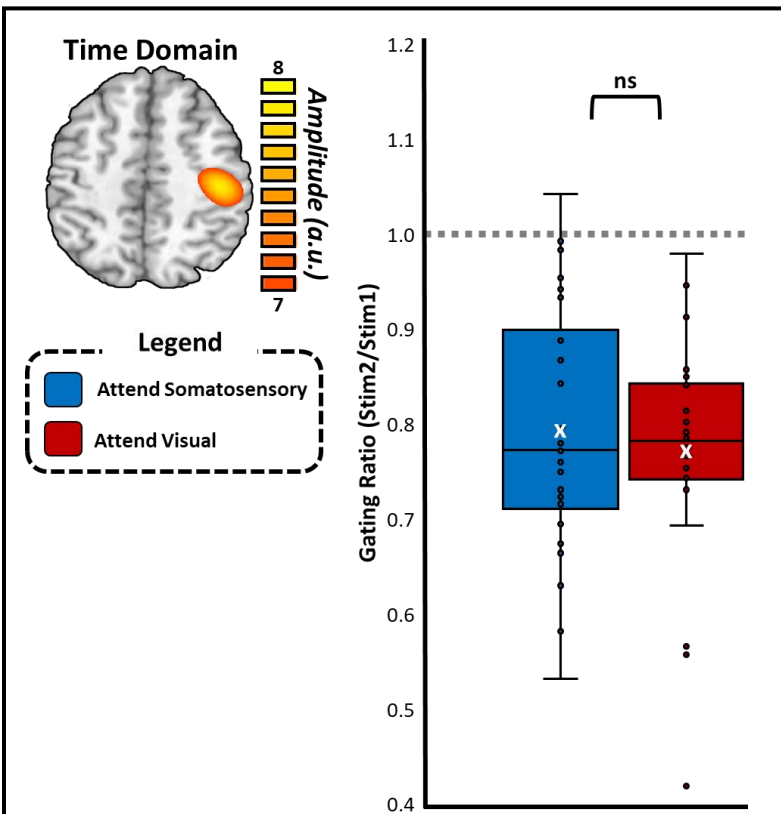 Time Domain
8
Amplitude (a.u.)
7
Legend
Attend Somatosensory
Attend Visual
Gating Ratio (Stim2/Stim1)
1.2
1.1
1.0
0.9
0.8
0.7
0.6
0.5
0.4
ns
X
X